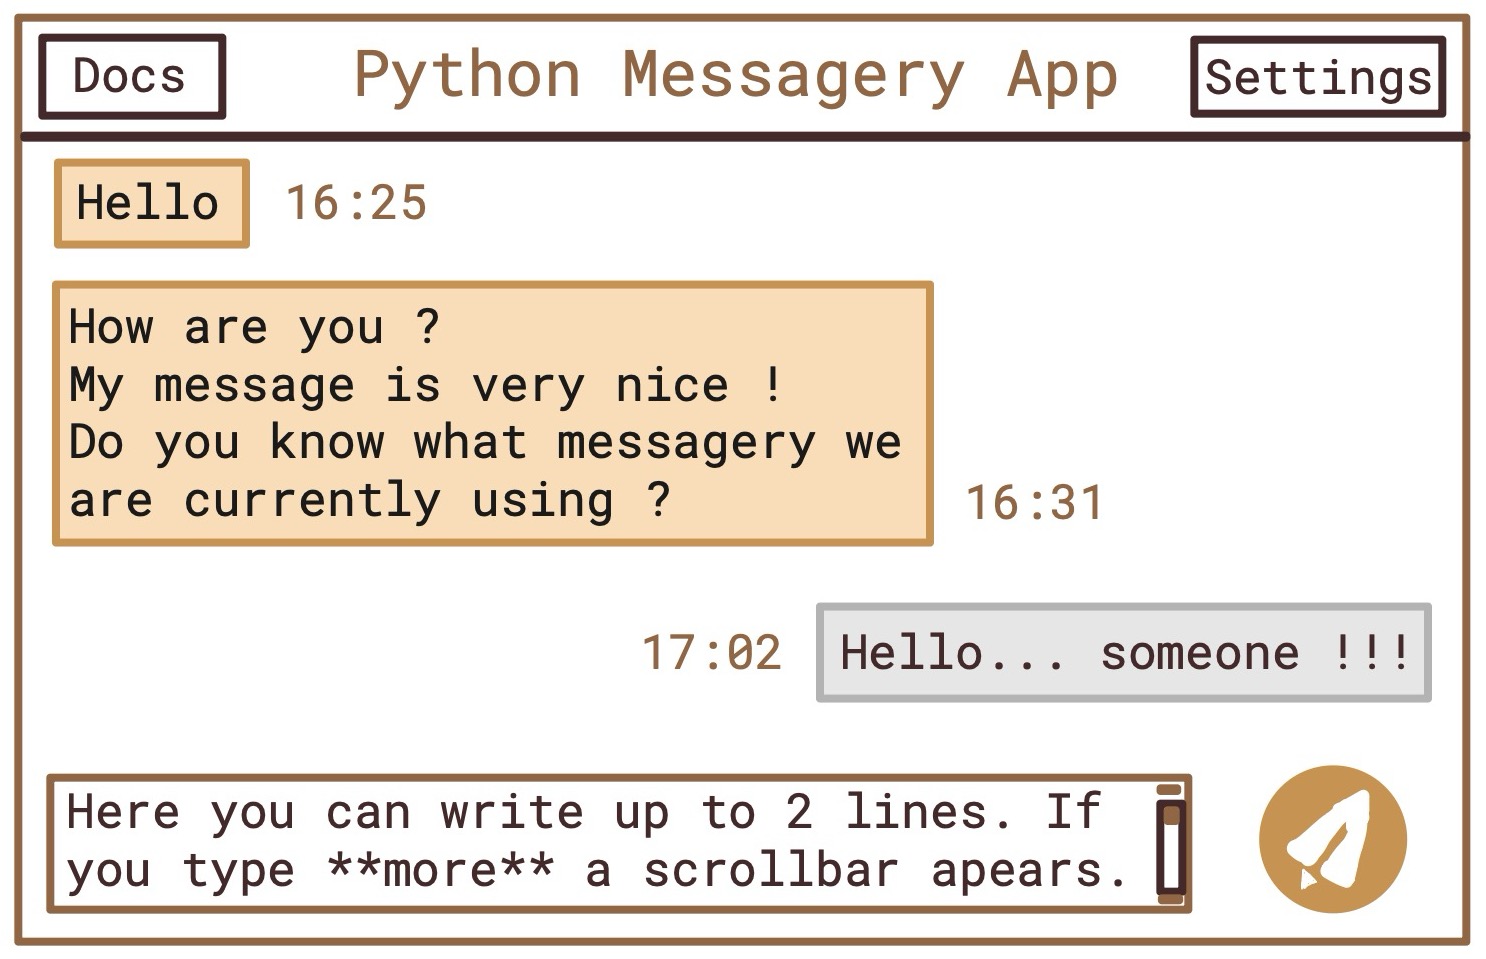 Docs
Python Messagery App
Settings
Hello
16:25
How are you ?
My message is very nice !
Do you know what messagery we
are currently using ?
16:31
17:02
Hello... someone !!!
Here you can write up to 2 lines. If
you type **more** a scrollbar apears.